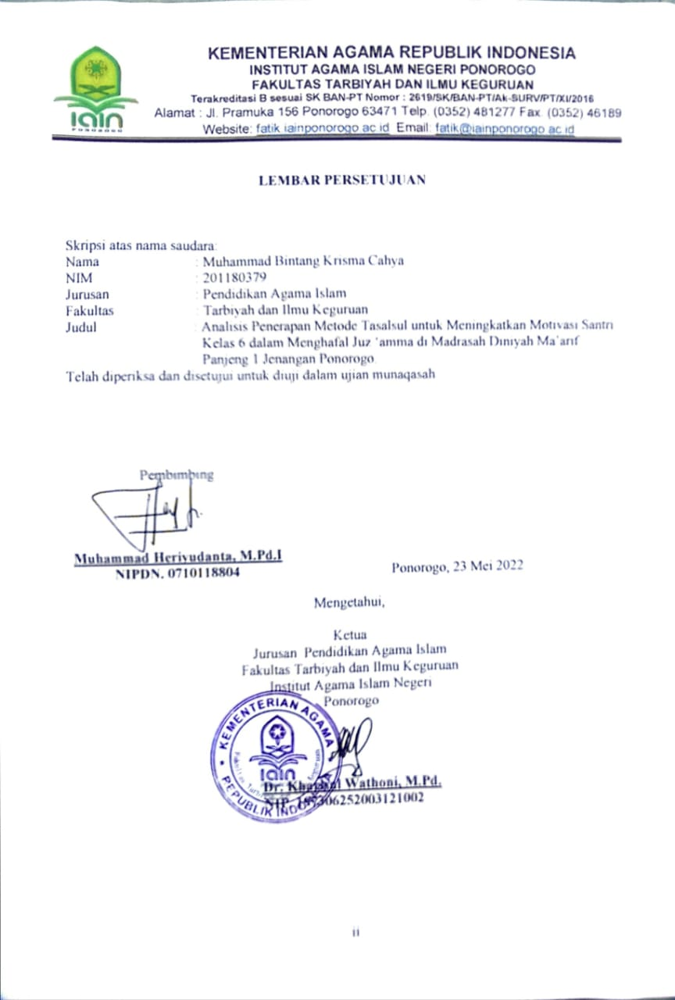 KEMENTERIAN AGAMA REPUBLIK INDONESIA
INSTITUT AGAMA ISLAM NEGERI PONOROGO
FAKULTAS TARBIYAH DAN ILMU KEGURUAN
Terakreditasi B sesuai SK BAN-PT Nomor : 2619/SK/BAN-PT/Ak-SURV/PT/XI/2016
Alamat : Jl. Pramuka 156 Ponorogo 63471 Telp. (0352) 481277 Fax. (0352) 46189
Website: fatik.iainponorogo.ac.id Email: fatik@iainponorogo.ac.id
iain
PONOROGO
LEMBAR PERSETUJUAN
Skripsi atas nama saudara:
Nama : Muhammad Bintang Krisma Cahya
NIM : 201180379
Jurusan : Pendidikan Agama Islam
Fakultas : Tarbiyah dan Ilmu Keguruan
Judul : Analisis Penerapan Metode Tasalsul untuk Meningkatkan Motivasi Santri
Kelas 6 dalam Menghafal Juz 'amma di Madrasah Diniyah Ma'arif
Panjeng 1 Jenangan Ponorogo.
Telah diperiksa dan disetujui untuk diuji dalam ujian munaqasah
Pembimbing
Muhammad Heriyudanta, M.Pd.I
NIPDN. 0710118804
Ponorogo, 23 Mei 2022
Mengetahui,
Ketua
Jurusan Pendidikan Agama Islam
Fakultas Tarbiyah dan Ilmu Keguruan
Institut Agama Islam Negeri
Ponorogo
KEMENTERIAN AGAMA
iain
REPUBLIK INDONESIA
Dr. Wathoni, M.Pd.
NIP.
ii